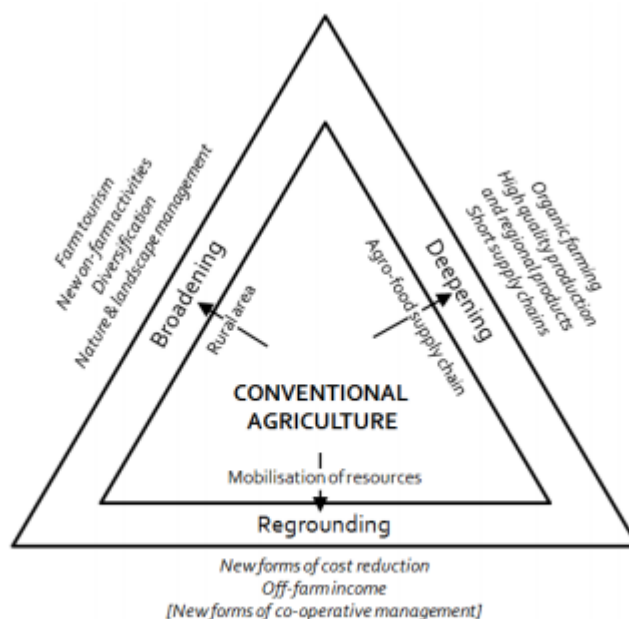 Farm tourism
New on-farm activities
Diversification
Nature & landscape management
Broadening
Rural area
Organic farming
High quality production
and regional products
Short supply chains
Deepening
Agro-food supply chain
CONVENTIONAL
AGRICULTURE
Mobilisation of resources
Regrounding
New forms of cost reduction
Off-farm income
[New forms of co-operative management]